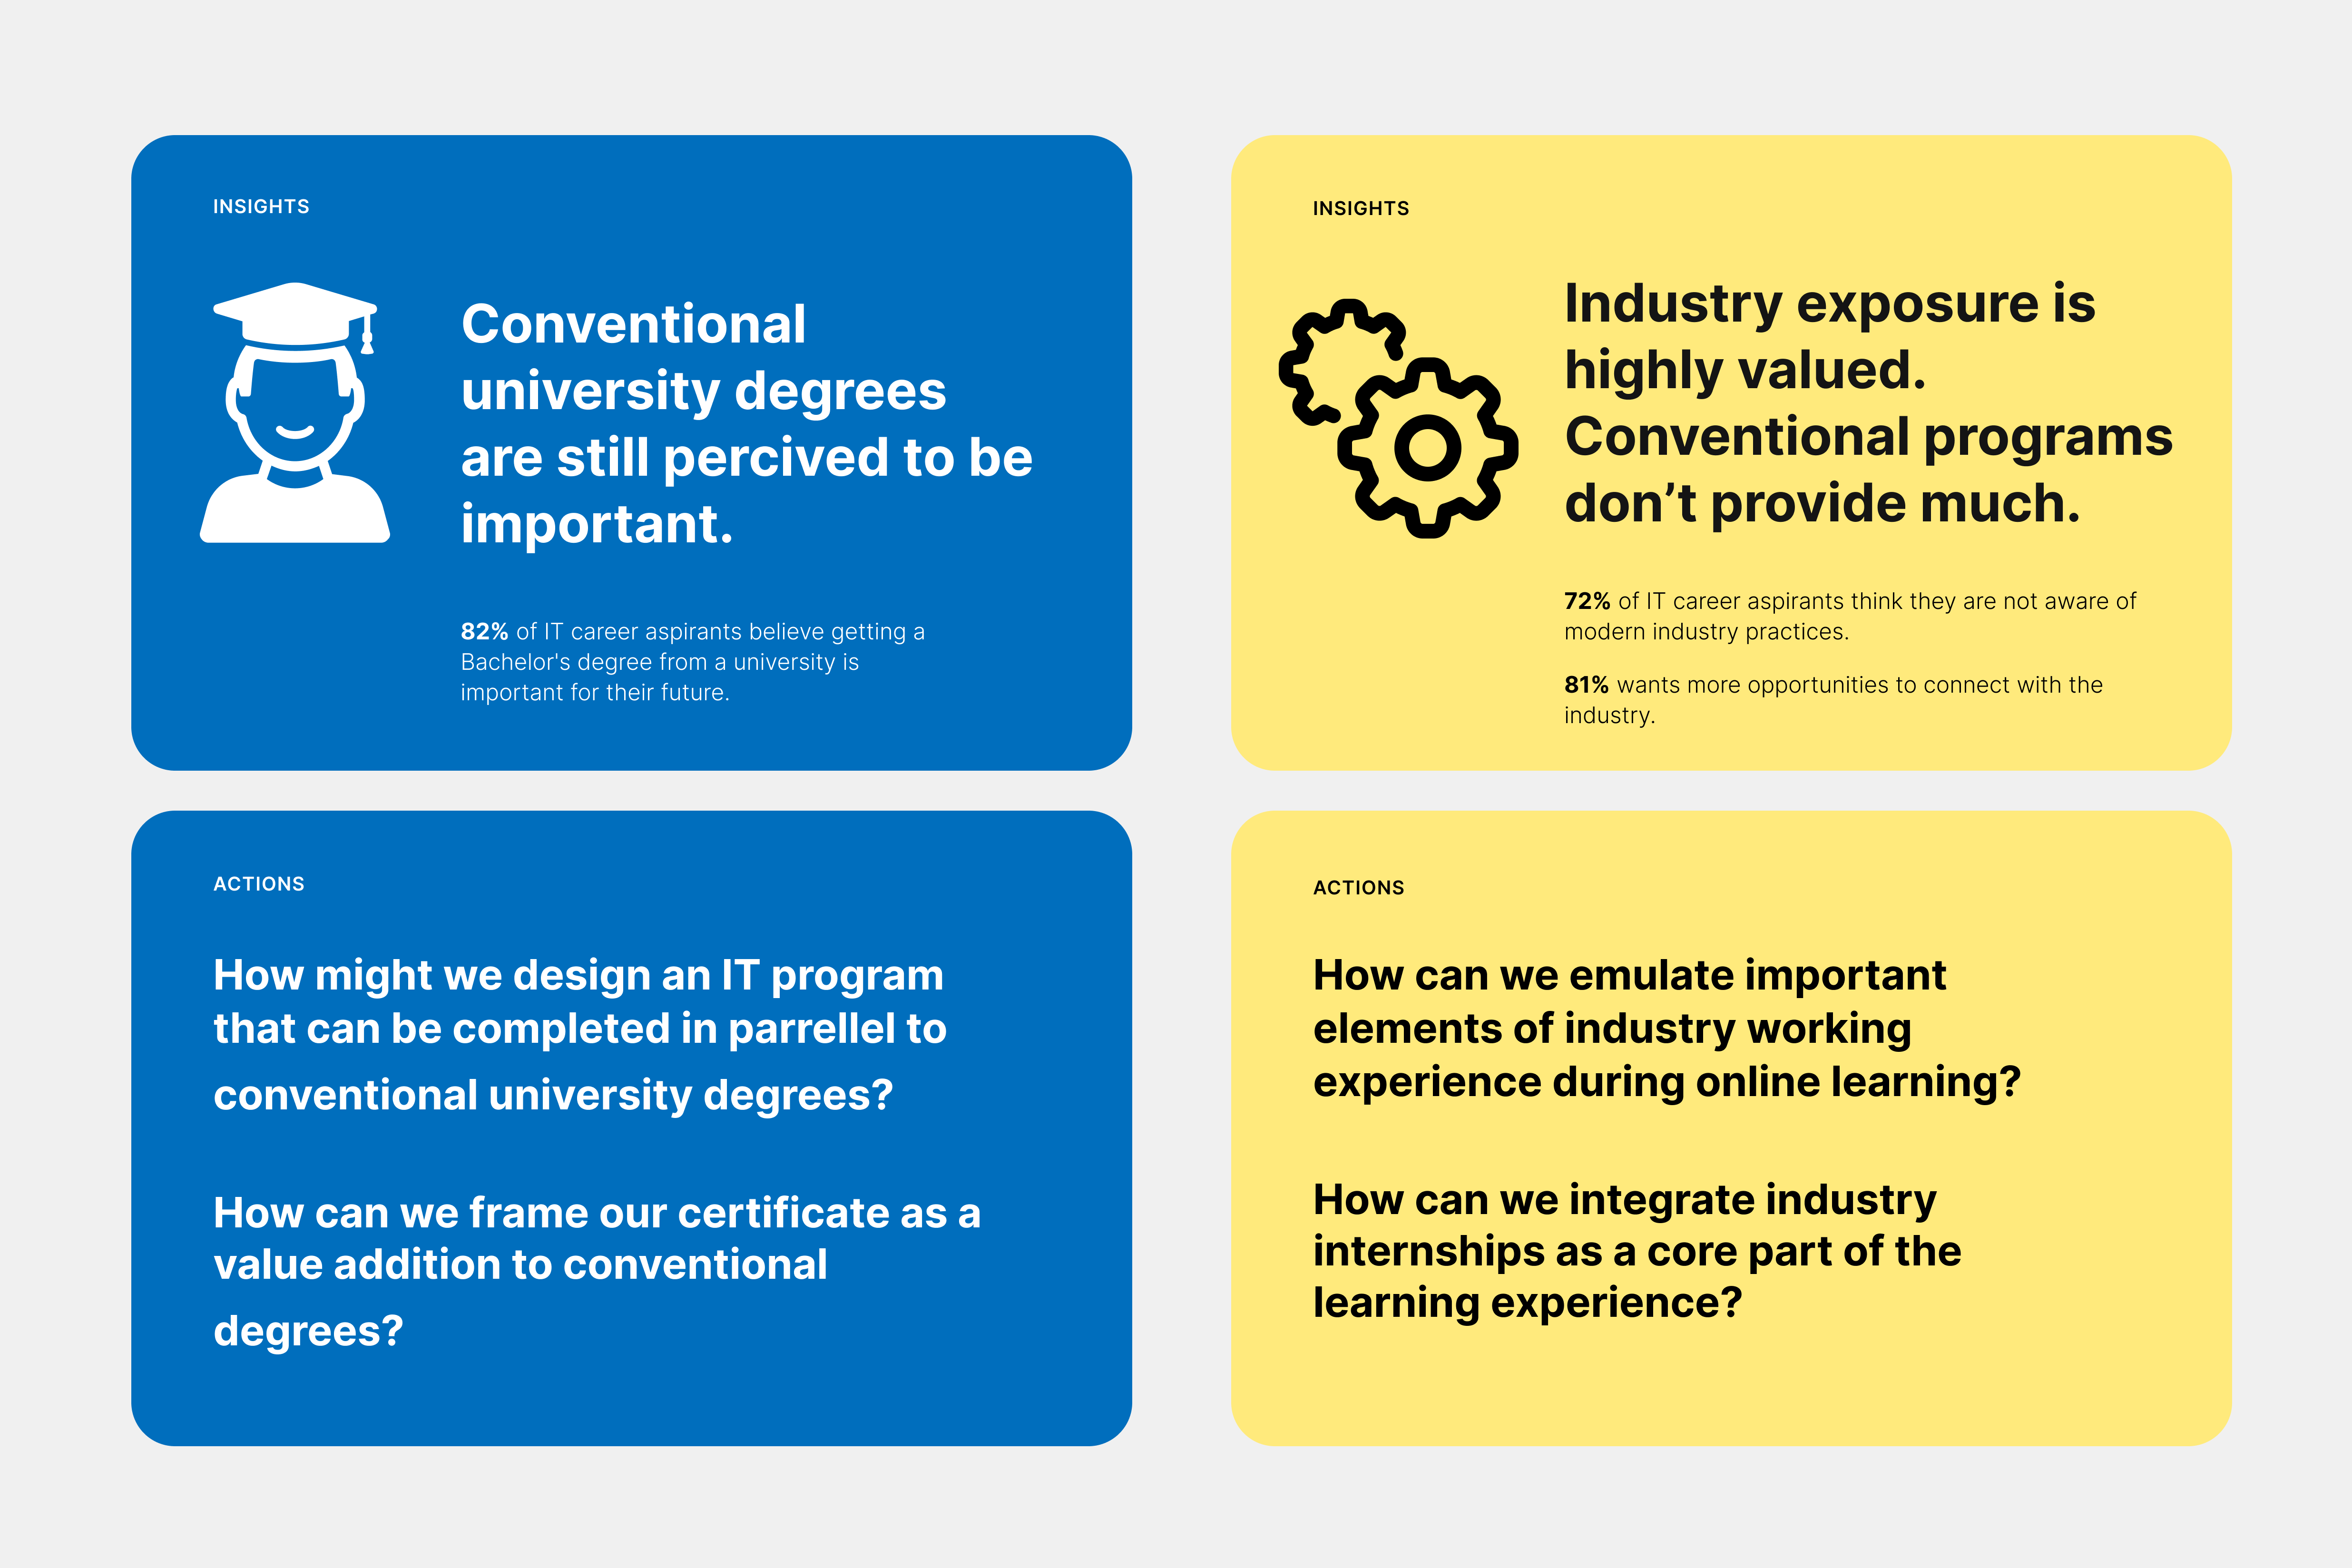 INSIGHTS
Conventional
university degrees
are still percived to be
important.
82% of IT career aspirants believe getting a
Bachelor's degree from a university is
important for their future.
INSIGHTS
Industry exposure is
highly valued.
Conventional programs
don’t provide much.
72% of IT career aspirants think they are not aware of
modern industry practices.
81% wants more opportunities to connect with the
industry.
ACTIONS
How might we design an IT program
that can be completed in parrellel to
conventional university degrees?
How can we frame our certificate as a
value addition to conventional
degrees?
ACTIONS
How can we emulate important
elements of industry working
experience during online learning?
How can we integrate industry
internships as a core part of the
learning experience?